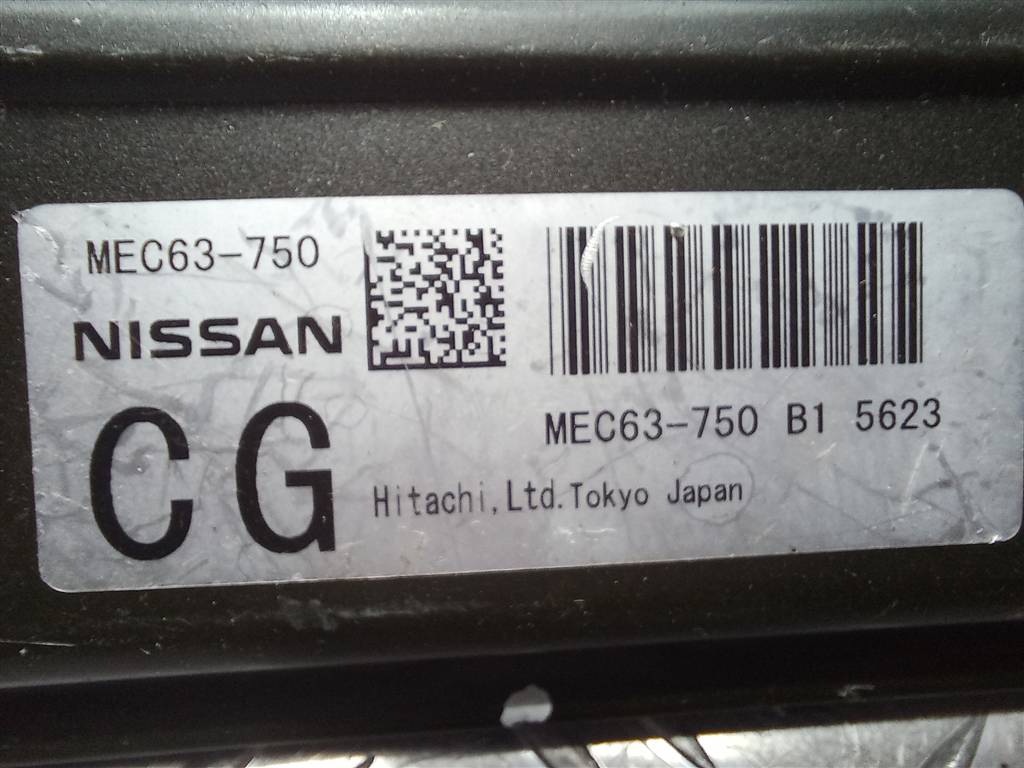 MEC63-750
NISSAN
CG
MEC63-750 B1 5623
Hitachi,Ltd.Tokyo Japan